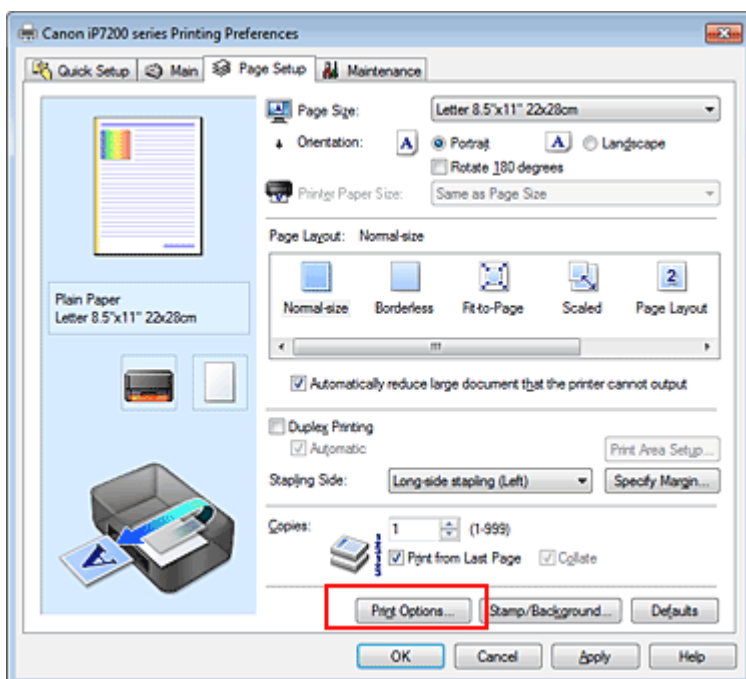 Canon iP7200 series Printing Preferences
Quick Setup Main Page Setup Maintenance
Page Size: Letter 8.5"x11" 22x28cm
Orientation: A Portrait A Landscape
Rotate 180 degrees
Printer Paper Size: Same as Page Size
Page Layout: Normal-size
2
Normal-size Borderless Fit-to-Page Scaled Page Layout
Plain Paper
Letter 8.5"x11" 22x28cm
Automatically reduce large document that the printer cannot output
Duplex Printing
Automatic Print Area Setup...
Stapling Side: Long-side stapling (Left) Specify Margin...
Copies: 1 (1-999)
Print from Last Page Collate
A
Print Options... Stamp/Background... Defaults
OK Cancel Apply Help